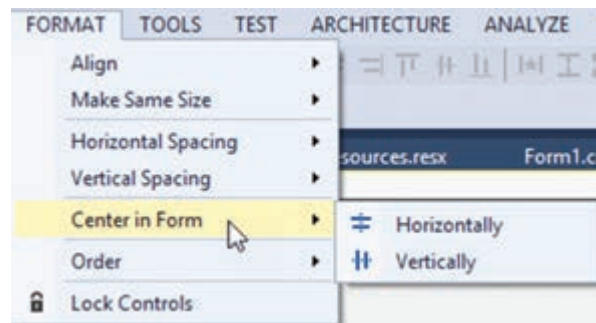 FORMAT TOOLS TEST ARCHITECTURE ANALYZE
Align
Make Same Size
Horizontal Spacing
sources.resx Form1.c
Vertical Spacing
Center in Form
Horizontally
Order
Vertically
Lock Controls